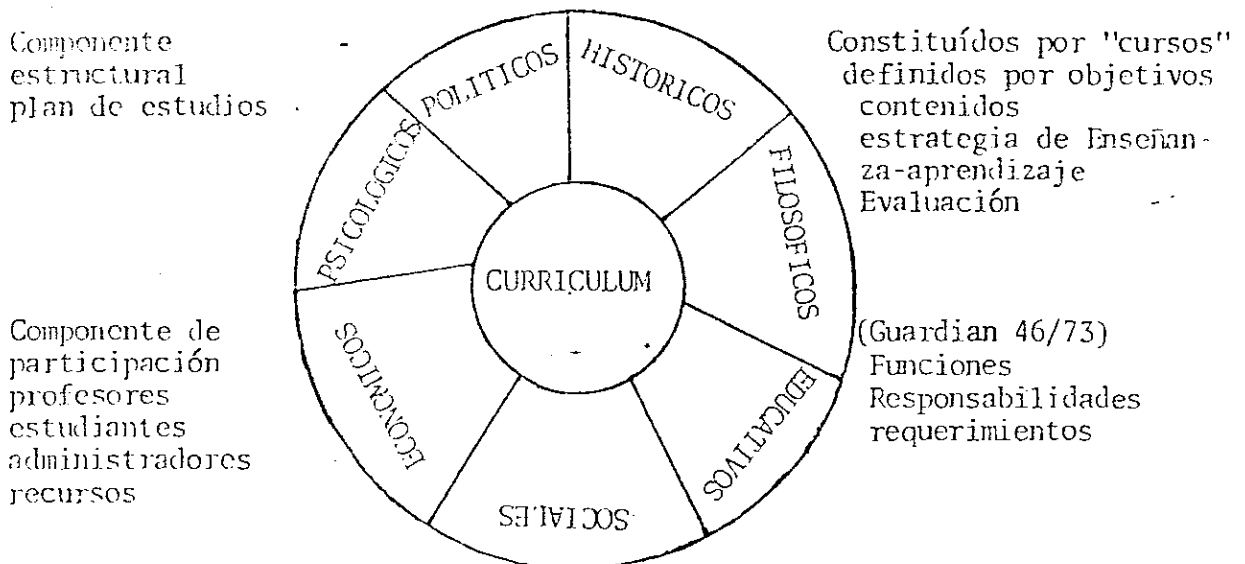 Componente
estructural
plan de estudios
POLITICOS
HISTORICOS
FILOSOFICOS
EDUCATIVOS
SOCIALES
ECONOMICOS
PSICOLOGICOS
CURRICULUM
Constituídos por "cursos"
definidos por objetivos
contenidos
estrategia de Enseñan-
za-aprendizaje
Evaluación
Componente de
participación
profesores
estudiantes
administradores
recursos
(Guardian 46/73)
Funciones
Responsabilidades
requerimientos